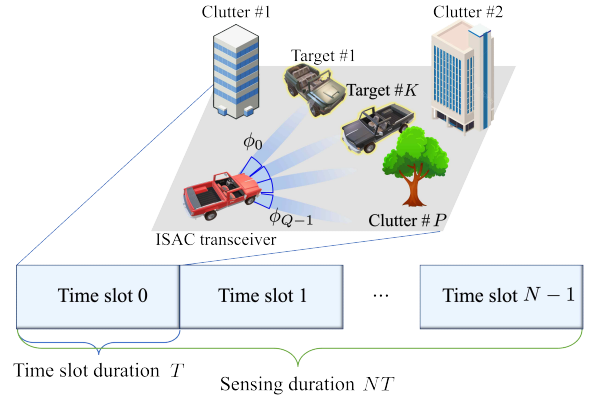 Clutter #1
Clutter #2
Target #1
Target #K
ϕ₀
ϕ_{Q−1}
Clutter # P
ISAC transceiver
Time slot 0
Time slot 1
...
Time slot N − 1
Time slot duration T
Sensing duration NT